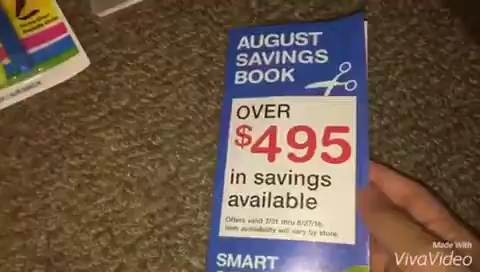 AUGUST
SAVINGS
BOOK
OVER
$495
in savings
available
Offers valid 7/31 thru 8/27/16.
Item availability will vary by store.
SMART
Made With
VivaVideo